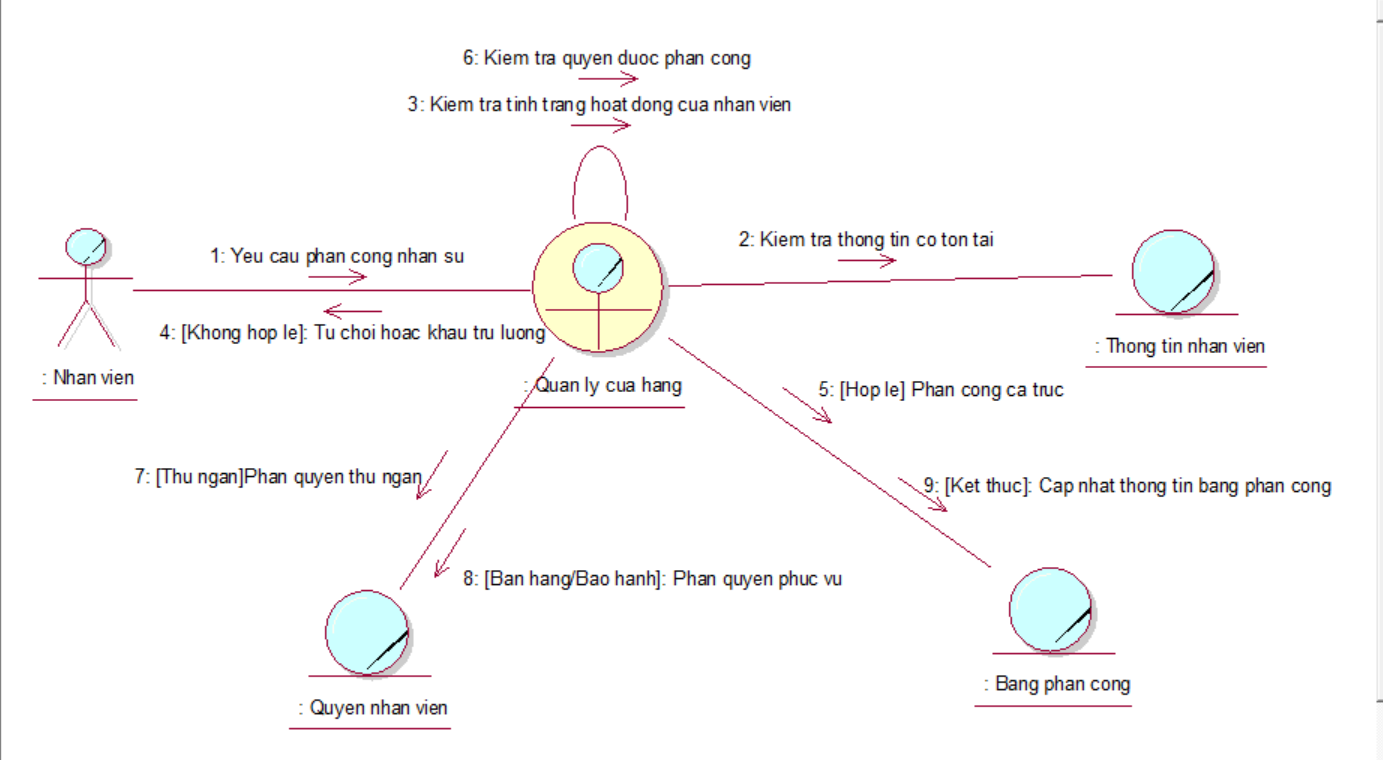 6: Kiem tra quyen duoc phan cong
3: Kiem tra tinh trang hoat dong cua nhan vien
2: Kiem tra thong tin co ton tai
1: Yeu cau phan cong nhan su
4: [Khong hop le]: Tu choi hoac khau tru luong
: Thong tin nhan vien
: Nhan vien
: Quan ly cua hang
5: [Hop le] Phan cong ca truc
7: [Thu ngan]Phan quyen thu ngan
9: [Ket thuc]: Cap nhat thong tin bang phan cong
8: [Ban hang/Bao hanh]: Phan quyen phuc vu
: Bang phan cong
: Quyen nhan vien